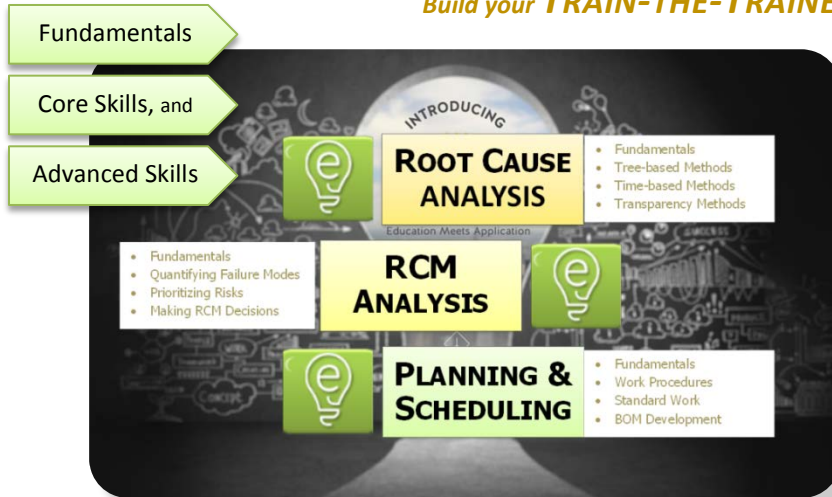 Build your TRAIN-THE-TRAINE
Fundamentals
Core Skills, and
Advanced Skills
INTRODUCING
e
ROOT CAUSE
ANALYSIS
• Fundamentals
• Tree-based Methods
• Time-based Methods
• Transparency Methods
Education Meets Application
• Fundamentals
• Quantifying Failure Modes
• Prioritizing Risks
• Making RCM Decisions
RCM
ANALYSIS
e
e
PLANNING &
SCHEDULING
• Fundamentals
• Work Procedures
• Standard Work
• BOM Development
SUCCESS
CONCEPT